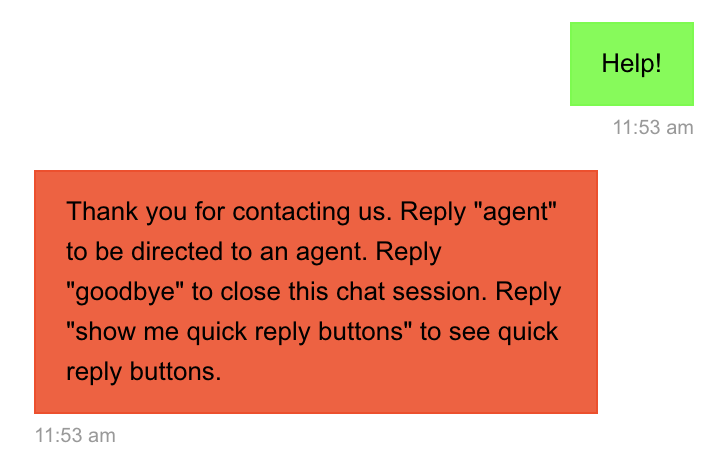 Help!
11:53 am
Thank you for contacting us. Reply "agent"
to be directed to an agent. Reply
"goodbye" to close this chat session. Reply
"show me quick reply buttons" to see quick
reply buttons.
11:53 am